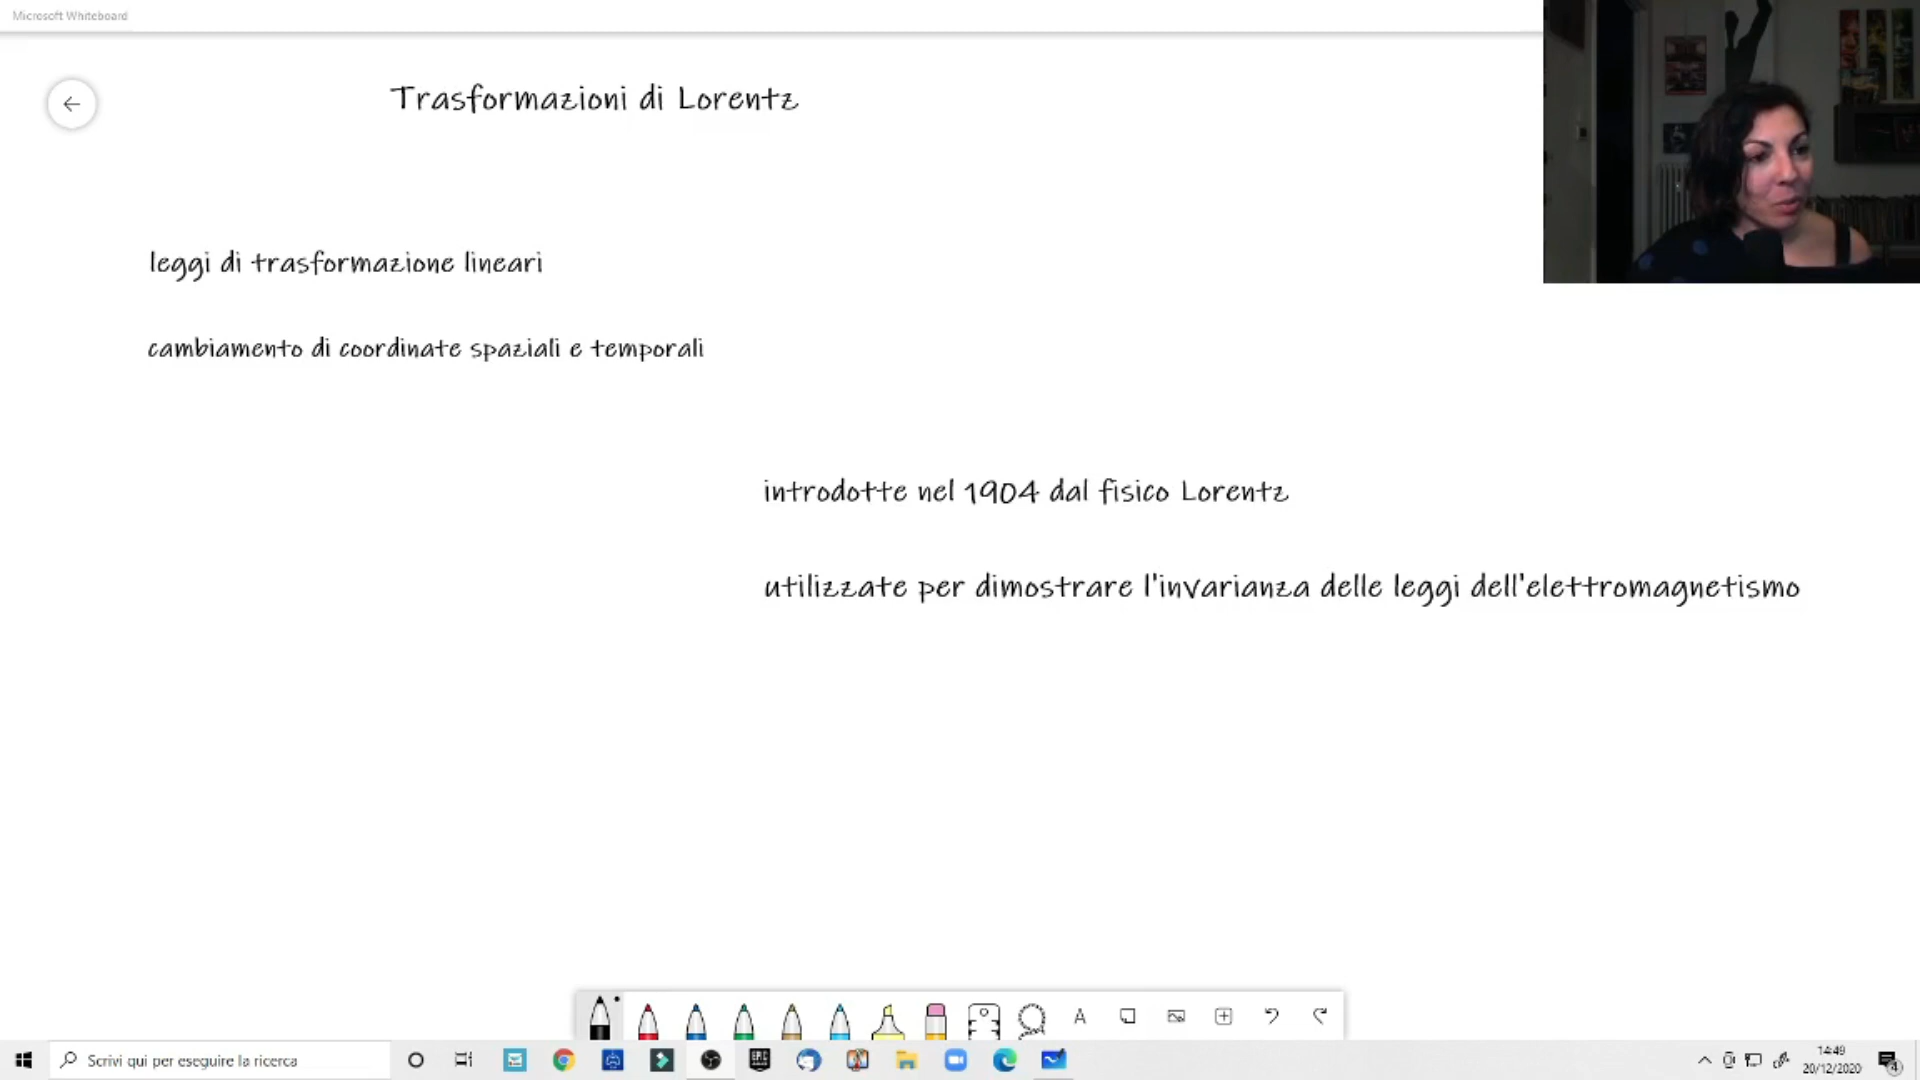 Microsoft Whiteboard
Trasformazioni di Lorentz
leggi di trasformazione lineari
cambiamento di coordinate spaziali e temporali
introdotte nel 1904 dal fisico Lorentz
utilizzate per dimostrare l'invarianza delle leggi dell'elettromagnetismo
A
Scrivi qui per eseguire la ricerca
EPIC
14:49
20/12/2020
4